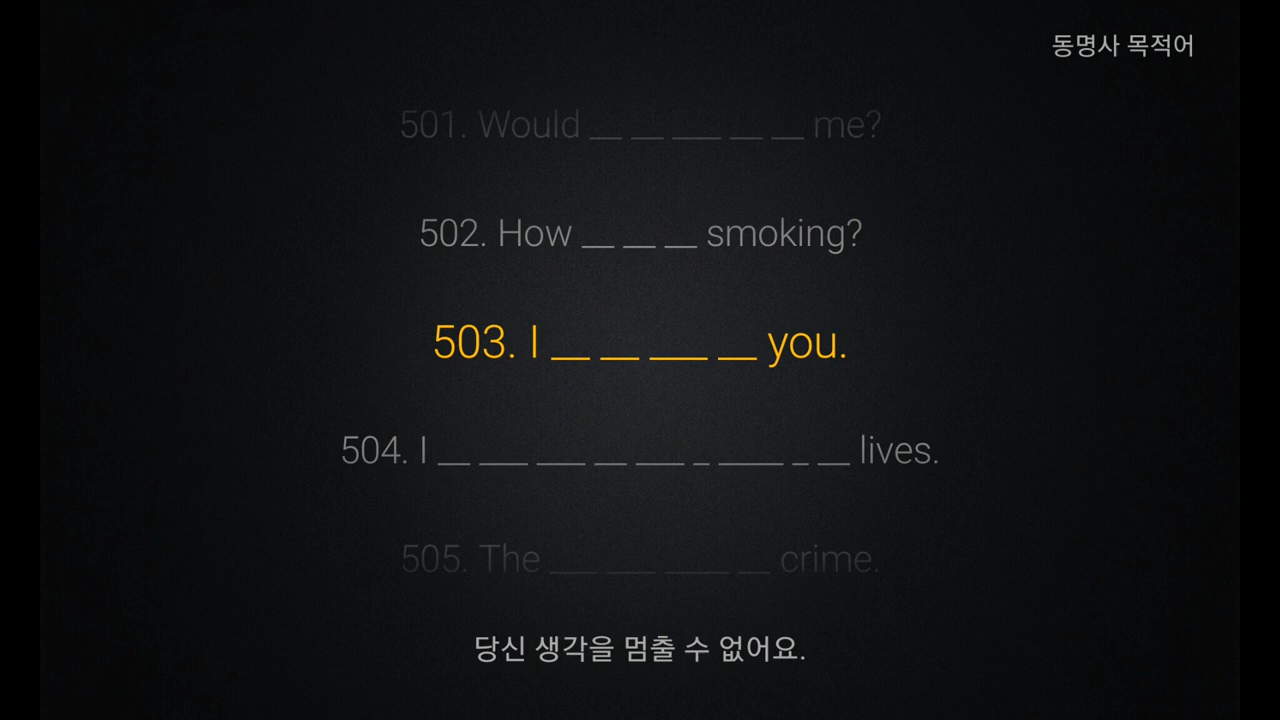 동명사 목적어
501. Would __ __ ___ __ __ me?
502. How __ __ __ smoking?
503. I __ __ ___ __ you.
504. I __ ___ ___ __ ___ _ ____ _ __ lives.
505. The ___ ___ ____ __ crime.
당신 생각을 멈출 수 없어요.